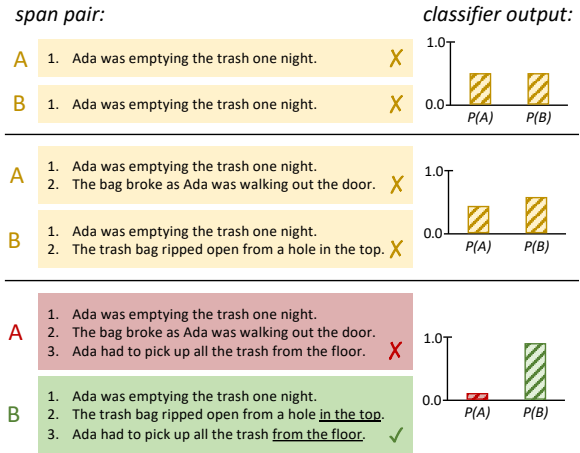 span pair: classifier output:
A 1. Ada was emptying the trash one night. ✗
B 1. Ada was emptying the trash one night. ✗
1.0
0.0
P(A) P(B)
A 1. Ada was emptying the trash one night.
2. The bag broke as Ada was walking out the door. ✗
B 1. Ada was emptying the trash one night.
2. The trash bag ripped open from a hole in the top. ✗
1.0
0.0
P(A) P(B)
A 1. Ada was emptying the trash one night.
2. The bag broke as Ada was walking out the door.
3. Ada had to pick up all the trash from the floor. ✗
B 1. Ada was emptying the trash one night.
2. The trash bag ripped open from a hole in the top.
3. Ada had to pick up all the trash from the floor. ✓
1.0
0.0
P(A) P(B)